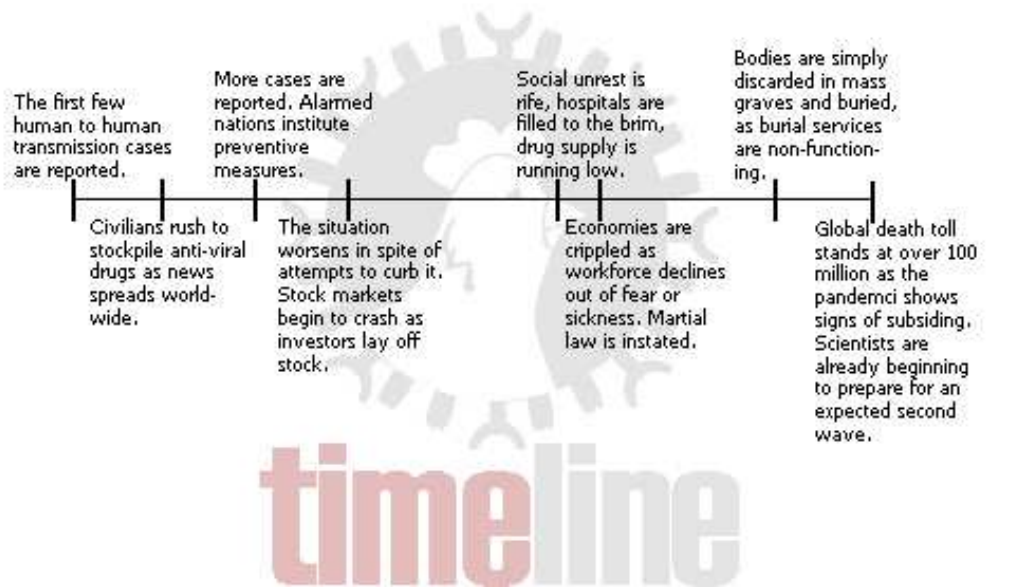 The first few
human to human
transmission cases
are reported.
Civilians rush to
stockpile anti-viral
drugs as news
spreads world-
wide.
More cases are
reported. Alarmed
nations institute
preventive
measures.
The situation
worsens in spite of
attempts to curb it.
Stock markets
begin to crash as
investors lay off
stock.
Social unrest is
rife, hospitals are
filled to the brim,
drug supply is
running low.
Economies are
crippled as
workforce declines
out of fear or
sickness. Martial
law is instated.
Bodies are simply
discarded in mass
graves and buried,
as burial services
are non-function-
ing.
Global death toll
stands at over 100
million as the
pandemci shows
signs of subsiding.
Scientists are
already beginning
to prepare for an
expected second
wave.
timeline